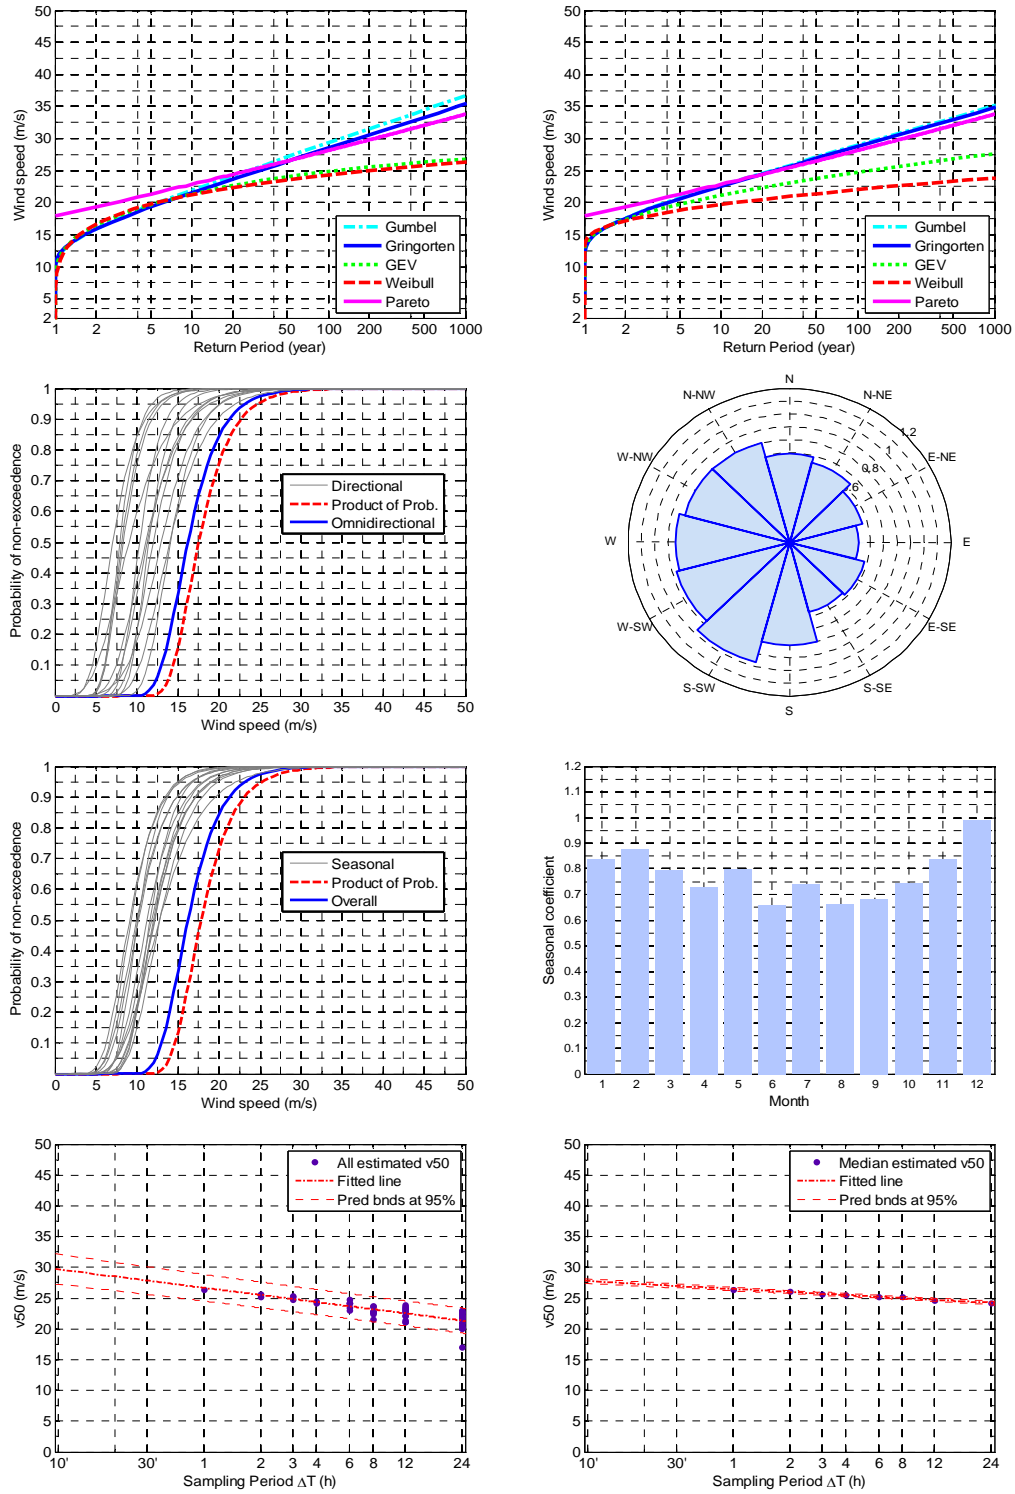 50
45
40
35
30
25
20
15
10
5
2
Wind speed (m/s)
Gumbel
Gringorten
GEV
Weibull
Pareto
1 2 5 10 20 50 100 200 500 1000
Return Period (year)
50
45
40
35
30
25
20
15
10
5
2
Wind speed (m/s)
Gumbel
Gringorten
GEV
Weibull
Pareto
1 2 5 10 20 50 100 200 500 1000
Return Period (year)
1
0.9
0.8
0.7
0.6
0.5
0.4
0.3
0.2
0.1
Probability of non-exceedence
Directional
Product of Prob.
Omnidirectional
0 5 10 15 20 25 30 35 40 45 50
Wind speed (m/s)
N
N-NW N-NE
1.2
1
W-NW E-NE
0.8
.6
W E
W-SW E-SE
S-SW S-SE
S
1
0.9
0.8
0.7
0.6
0.5
0.4
0.3
0.2
0.1
Probability of non-exceedence
Seasonal
Product of Prob.
Overall
0 5 10 15 20 25 30 35 40 45 50
Wind speed (m/s)
1.2
1.1
1
0.9
0.8
0.7
0.6
0.5
0.4
0.3
0.2
0.1
0
Seasonal coefficient
1 2 3 4 5 6 7 8 9 10 11 12
Month
50
45
40
35
30
25
20
15
10
5
0
v50 (m/s)
All estimated v50
Fitted line
Pred bnds at 95%
10' 30' 1 2 3 4 6 8 12 24
Sampling Period ΔT (h)
50
45
40
35
30
25
20
15
10
5
0
v50 (m/s)
Median estimated v50
Fitted line
Pred bnds at 95%
10' 30' 1 2 3 4 6 8 12 24
Sampling Period ΔT (h)